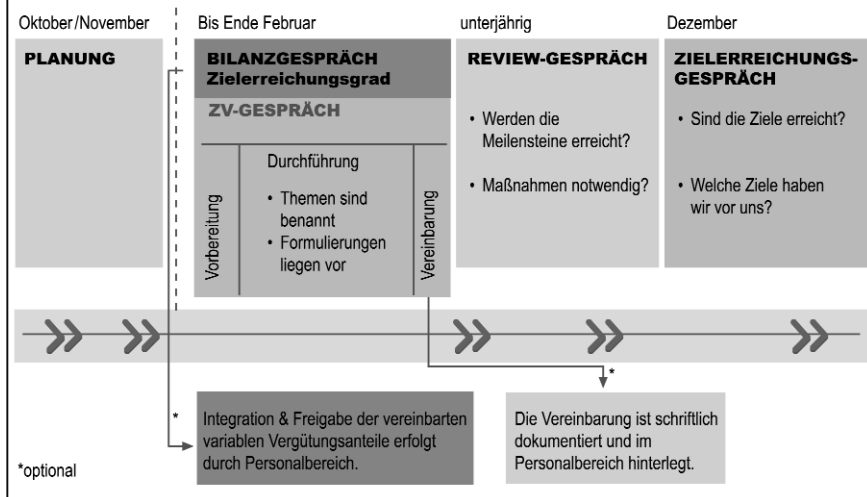 Oktober/November
PLANUNG
Bis Ende Februar
BILANZGESPRÄCH
Zielerreichungsgrad
ZV-GESPRÄCH
Vorbereitung
Durchführung
• Themen sind
benannt
• Formulierungen
liegen vor
Vereinbarung
unterjährig
REVIEW-GESPRÄCH
• Werden die
Meilensteine erreicht?
• Maßnahmen notwendig?
Dezember
ZIELERREICHUNGS-
GESPRÄCH
• Sind die Ziele erreicht?
• Welche Ziele haben
wir vor uns?
*
Integration & Freigabe der vereinbarten
variablen Vergütungsanteile erfolgt
durch Personalbereich.
*
Die Vereinbarung ist schriftlich
dokumentiert und im
Personalbereich hinterlegt.
*optional